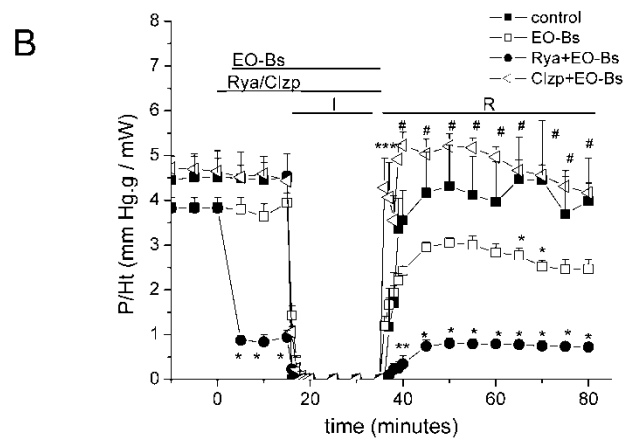 B
control
EO-Bs
Rya+EO-Bs
Clzp+EO-Bs
EO-Bs
Rya/Clzp
I
R
P/Ht (mm Hg.g / mW)
8
7
6
5
4
3
2
1
0
*** # # # # # # # # #
* *
* * *
** * * * * * * * *
0 20 40 60 80
time (minutes)